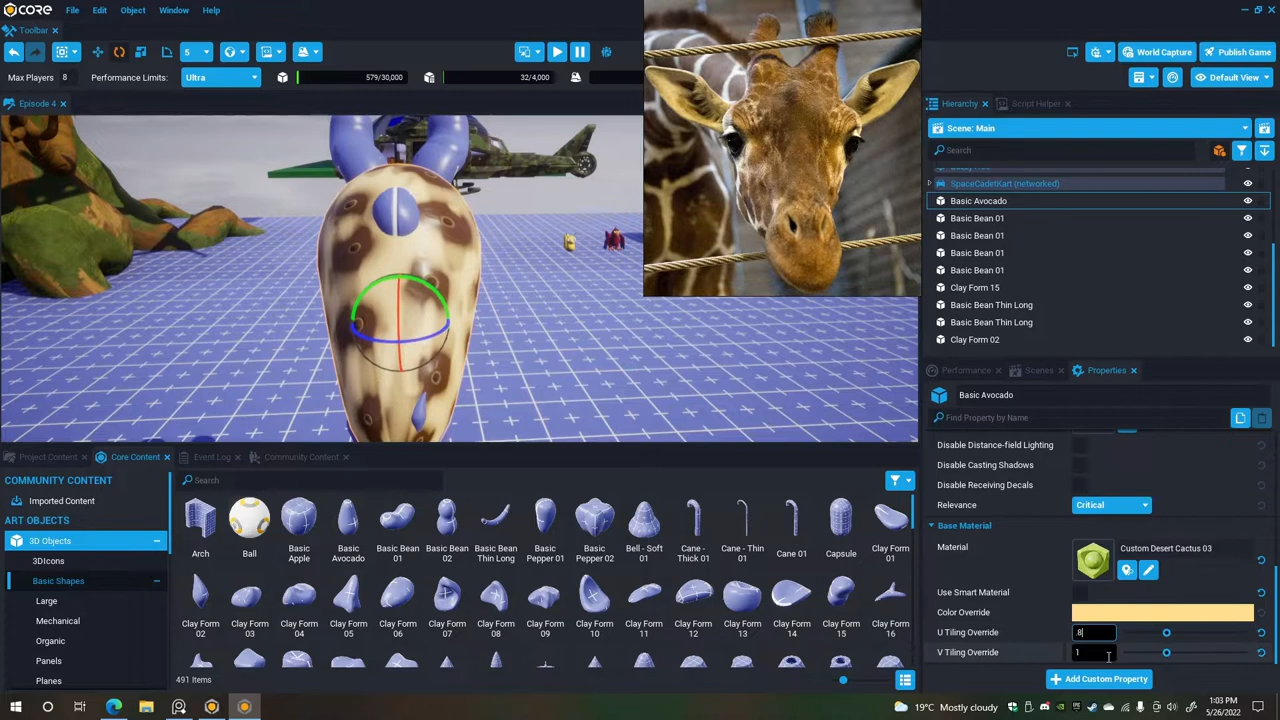 CORE File Edit Object Window Help
Toolbar
5
World Capture Publish Game
Max Players 8 Performance Limits: Ultra 579/30,000 32/4,000
Default View
Episode 4
Hierarchy Script Helper
Scene: Main
Search
SpaceCadetKart (networked)
Basic Avocado
Basic Bean 01
Basic Bean 01
Basic Bean 01
Basic Bean 01
Clay Form 15
Basic Bean Thin Long
Basic Bean Thin Long
Clay Form 02
Performance Scenes Properties
Basic Avocado
Find Property by Name
Disable Distance-field Lighting
Disable Casting Shadows
Disable Receiving Decals
Relevance Critical
Base Material
Material Custom Desert Cactus 03
Use Smart Material
Color Override
U Tiling Override .8
V Tiling Override 1
Add Custom Property
Project Content Core Content Event Log Community Content
COMMUNITY CONTENT
Imported Content
ART OBJECTS
3D Objects
3DIcons
Basic Shapes
Large
Mechanical
Organic
Panels
Planes
Search
Arch
Ball
Basic Apple
Basic Avocado
Basic Bean 01
Basic Bean 02
Basic Bean Thin Long
Basic Pepper 01
Basic Pepper 02
Bell - Soft 01
Cane - Thick 01
Cane - Thin 01
Cane 01
Capsule
Clay Form 01
Clay Form 02
Clay Form 03
Clay Form 04
Clay Form 05
Clay Form 06
Clay Form 07
Clay Form 08
Clay Form 09
Clay Form 10
Clay Form 11
Clay Form 12
Clay Form 13
Clay Form 14
Clay Form 15
Clay Form 16
491 Items
19°C Mostly cloudy
1:03 PM
5/26/2022